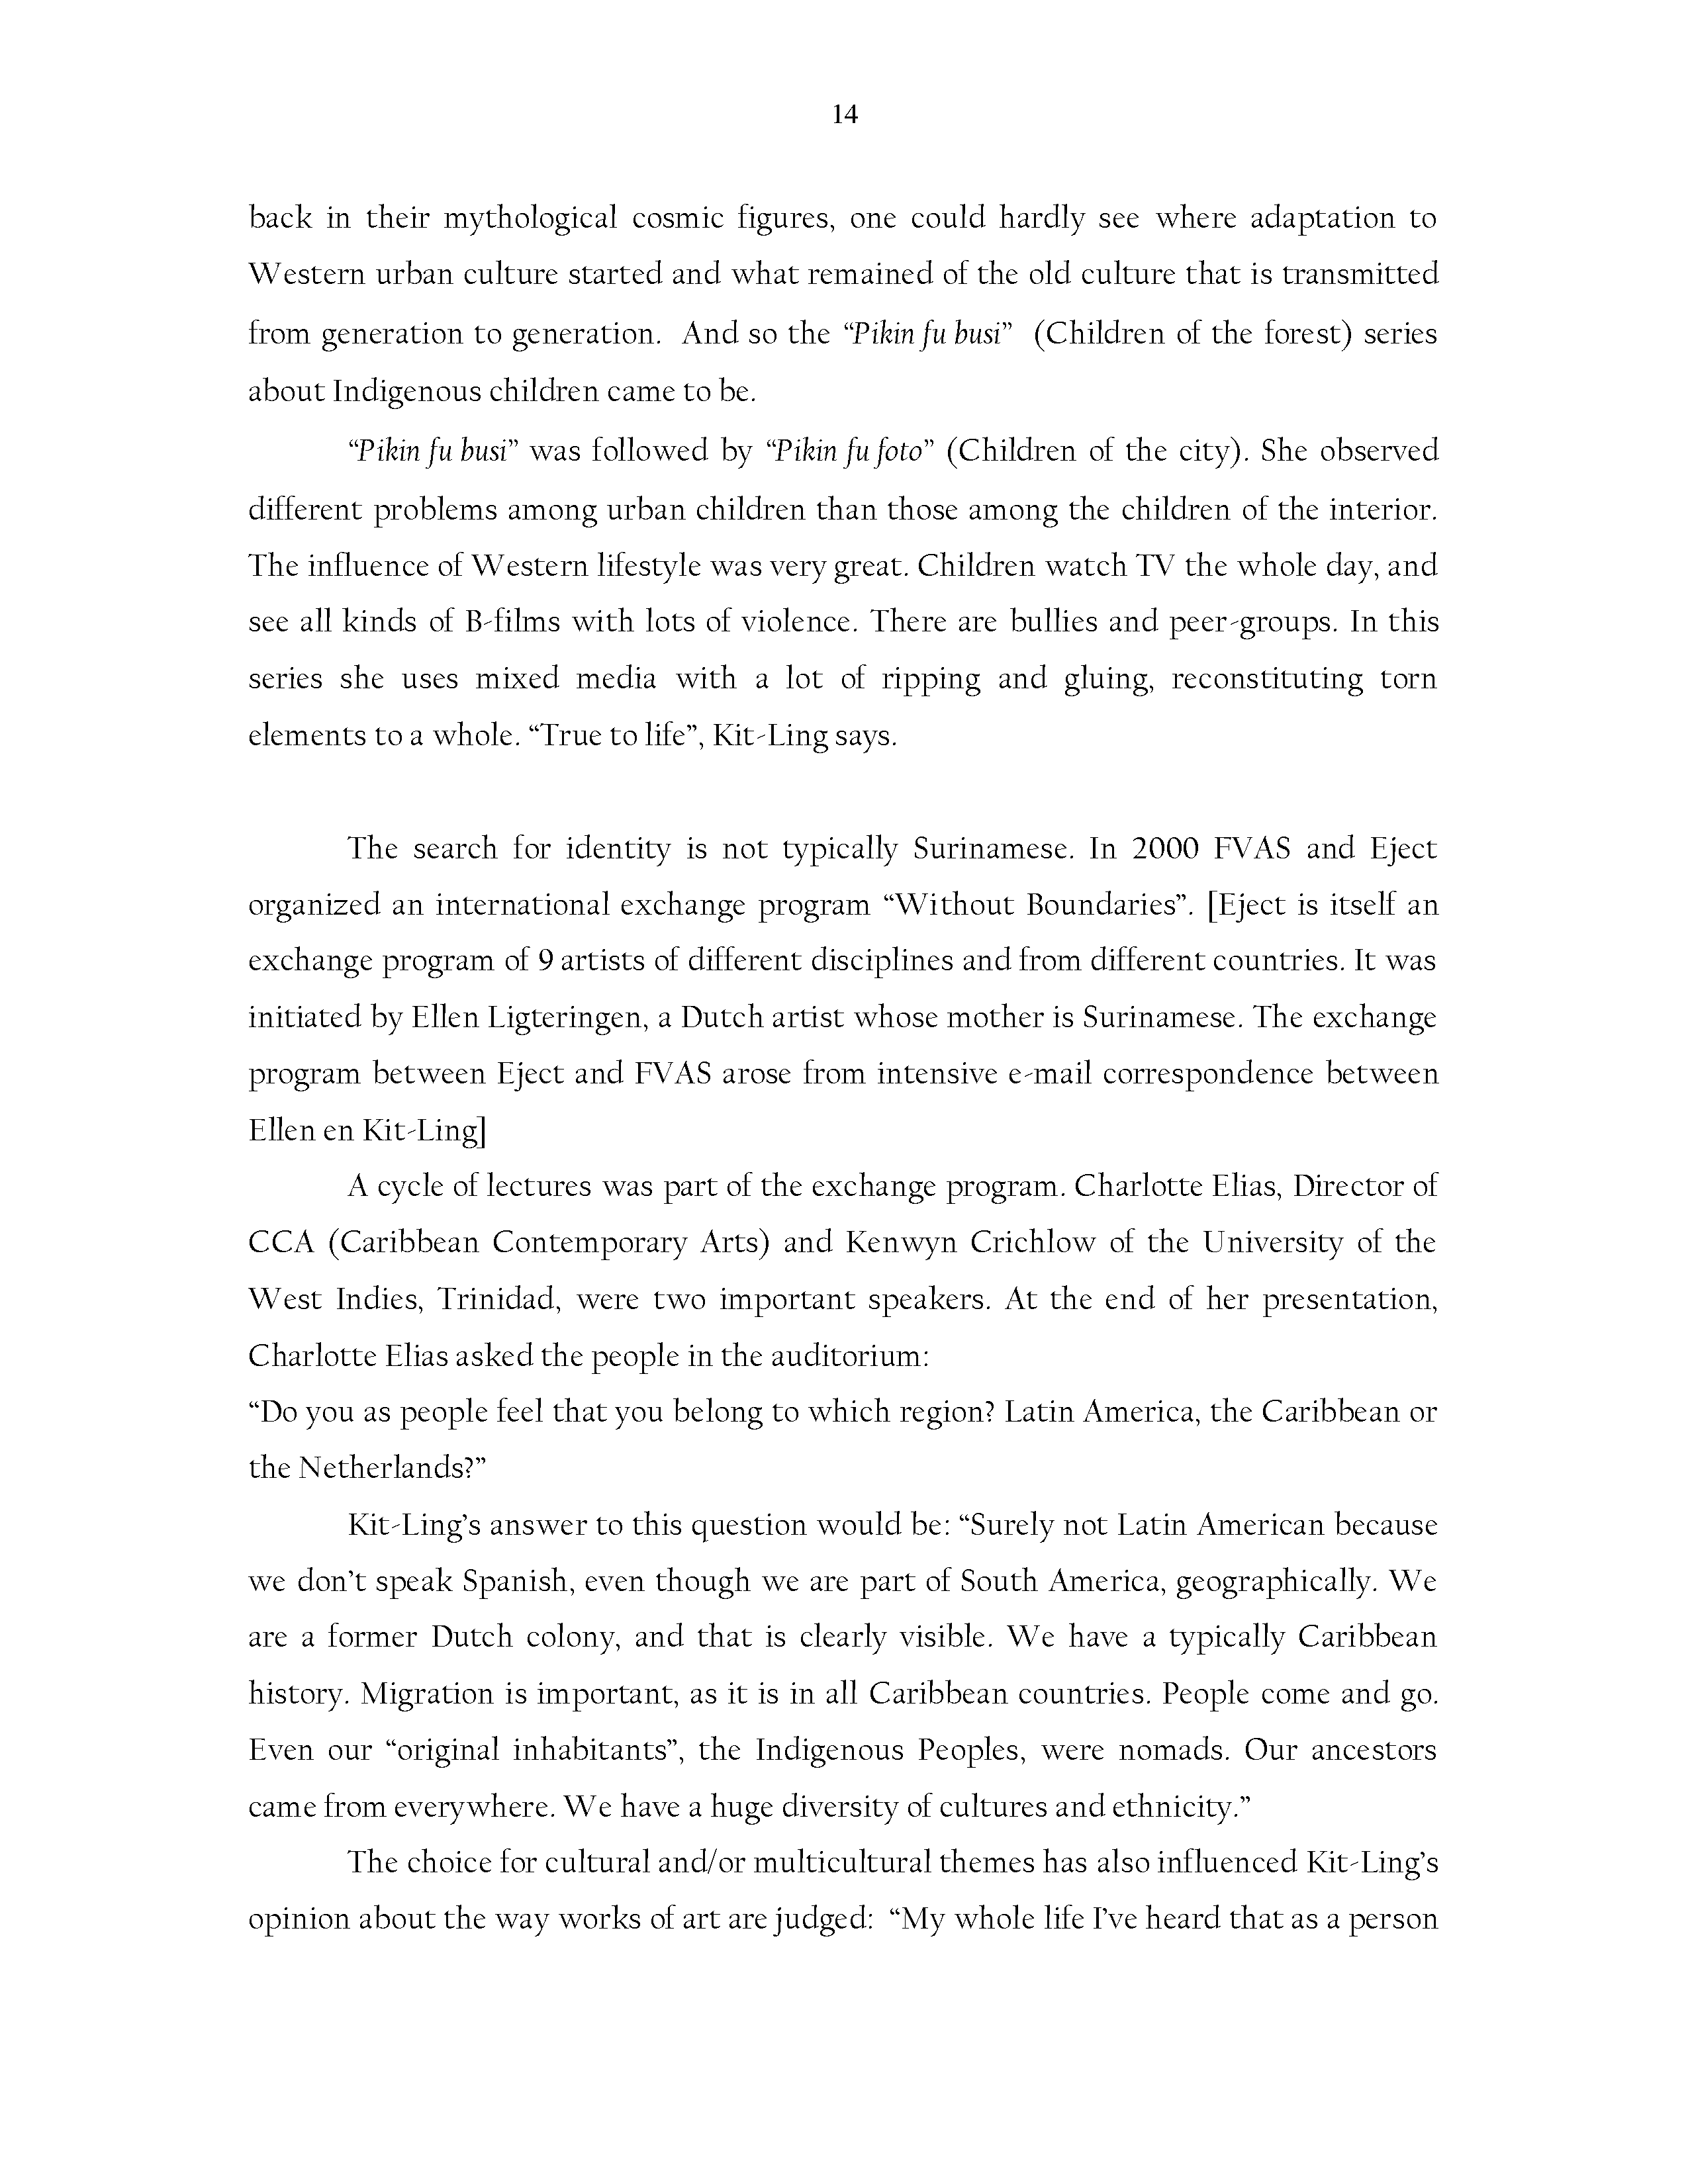 14
back in their mythological cosmic figures, one could hardly see where adaptation to
Western urban culture started and what remained of the old culture that is transmitted
from generation to generation.  And so the “Pikin fu busi”  (Children of the forest) series
about Indigenous children came to be.
“Pikin fu busi” was followed by “Pikin fu foto” (Children of the city). She observed
different problems among urban children than those among the children of the interior.
The influence of Western lifestyle was very great. Children watch TV the whole day, and
see all kinds of B-films with lots of violence. There are bullies and peer-groups. In this
series she uses mixed media with a lot of ripping and gluing, reconstituting torn
elements to a whole. “True to life”, Kit-Ling says.
The search for identity is not typically Surinamese. In 2000 FVAS and Eject
organized an international exchange program “Without Boundaries”. [Eject is itself an
exchange program of 9 artists of different disciplines and from different countries. It was
initiated by Ellen Ligteringen, a Dutch artist whose mother is Surinamese. The exchange
program between Eject and FVAS arose from intensive e-mail correspondence between
Ellen en Kit-Ling]
A cycle of lectures was part of the exchange program. Charlotte Elias, Director of
CCA (Caribbean Contemporary Arts) and Kenwyn Crichlow of the University of the
West Indies, Trinidad, were two important speakers. At the end of her presentation,
Charlotte Elias asked the people in the auditorium:
“Do you as people feel that you belong to which region? Latin America, the Caribbean or
the Netherlands?”
Kit-Ling’s answer to this question would be: “Surely not Latin American because
we don’t speak Spanish, even though we are part of South America, geographically. We
are a former Dutch colony, and that is clearly visible. We have a typically Caribbean
history. Migration is important, as it is in all Caribbean countries. People come and go.
Even our “original inhabitants”, the Indigenous Peoples, were nomads. Our ancestors
came from everywhere. We have a huge diversity of cultures and ethnicity.”
The choice for cultural and/or multicultural themes has also influenced Kit-Ling’s
opinion about the way works of art are judged:  “My whole life I’ve heard that as a person